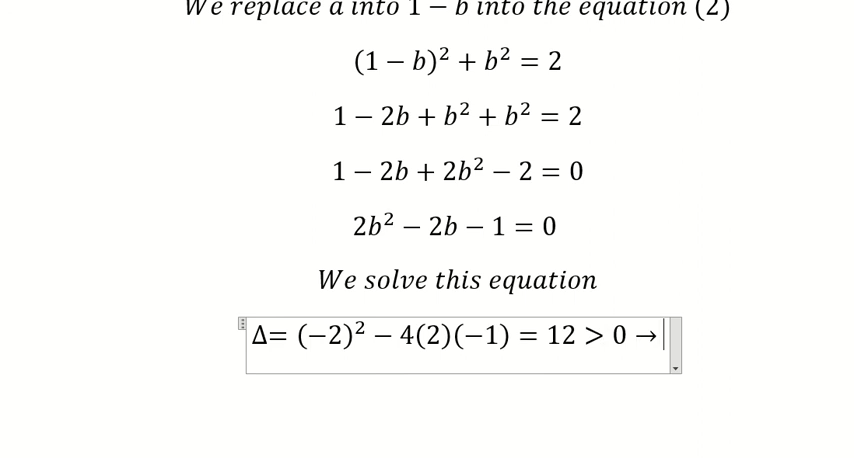 We replace a into 1 − b into the equation (2)
(1 − b)² + b² = 2
1 − 2b + b² + b² = 2
1 − 2b + 2b² − 2 = 0
2b² − 2b − 1 = 0
We solve this equation
Δ= (−2)² − 4(2)(−1) = 12 > 0 →